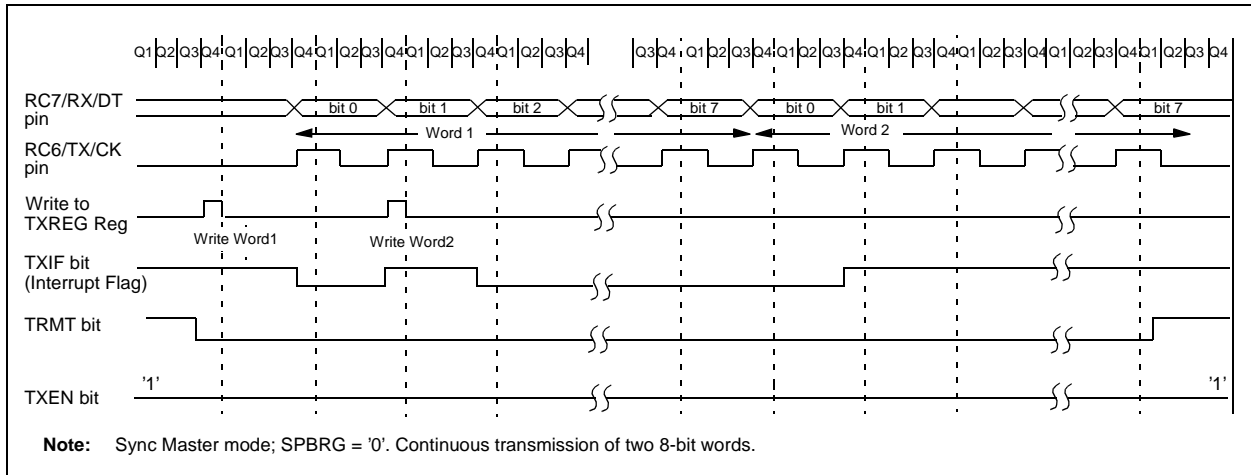 Q1 Q2 Q3 Q4 Q1 Q2 Q3 Q4 Q1 Q2 Q3 Q4 Q1 Q2 Q3 Q4 Q1 Q2 Q3 Q4 Q3 Q4 Q1 Q2 Q3 Q4 Q1 Q2 Q3 Q4 Q1 Q2 Q3 Q4 Q1 Q2 Q3 Q4 Q1 Q2 Q3 Q4 Q1 Q2 Q3 Q4
RC7/RX/DT
pin
bit 0 bit 1 bit 2 bit 7 bit 0 bit 1 bit 7
Word 1 Word 2
RC6/TX/CK
pin
Write to
TXREG Reg
Write Word1 Write Word2
TXIF bit
(Interrupt Flag)
TRMT bit
TXEN bit '1' '1'
Note: Sync Master mode; SPBRG = '0'. Continuous transmission of two 8-bit words.